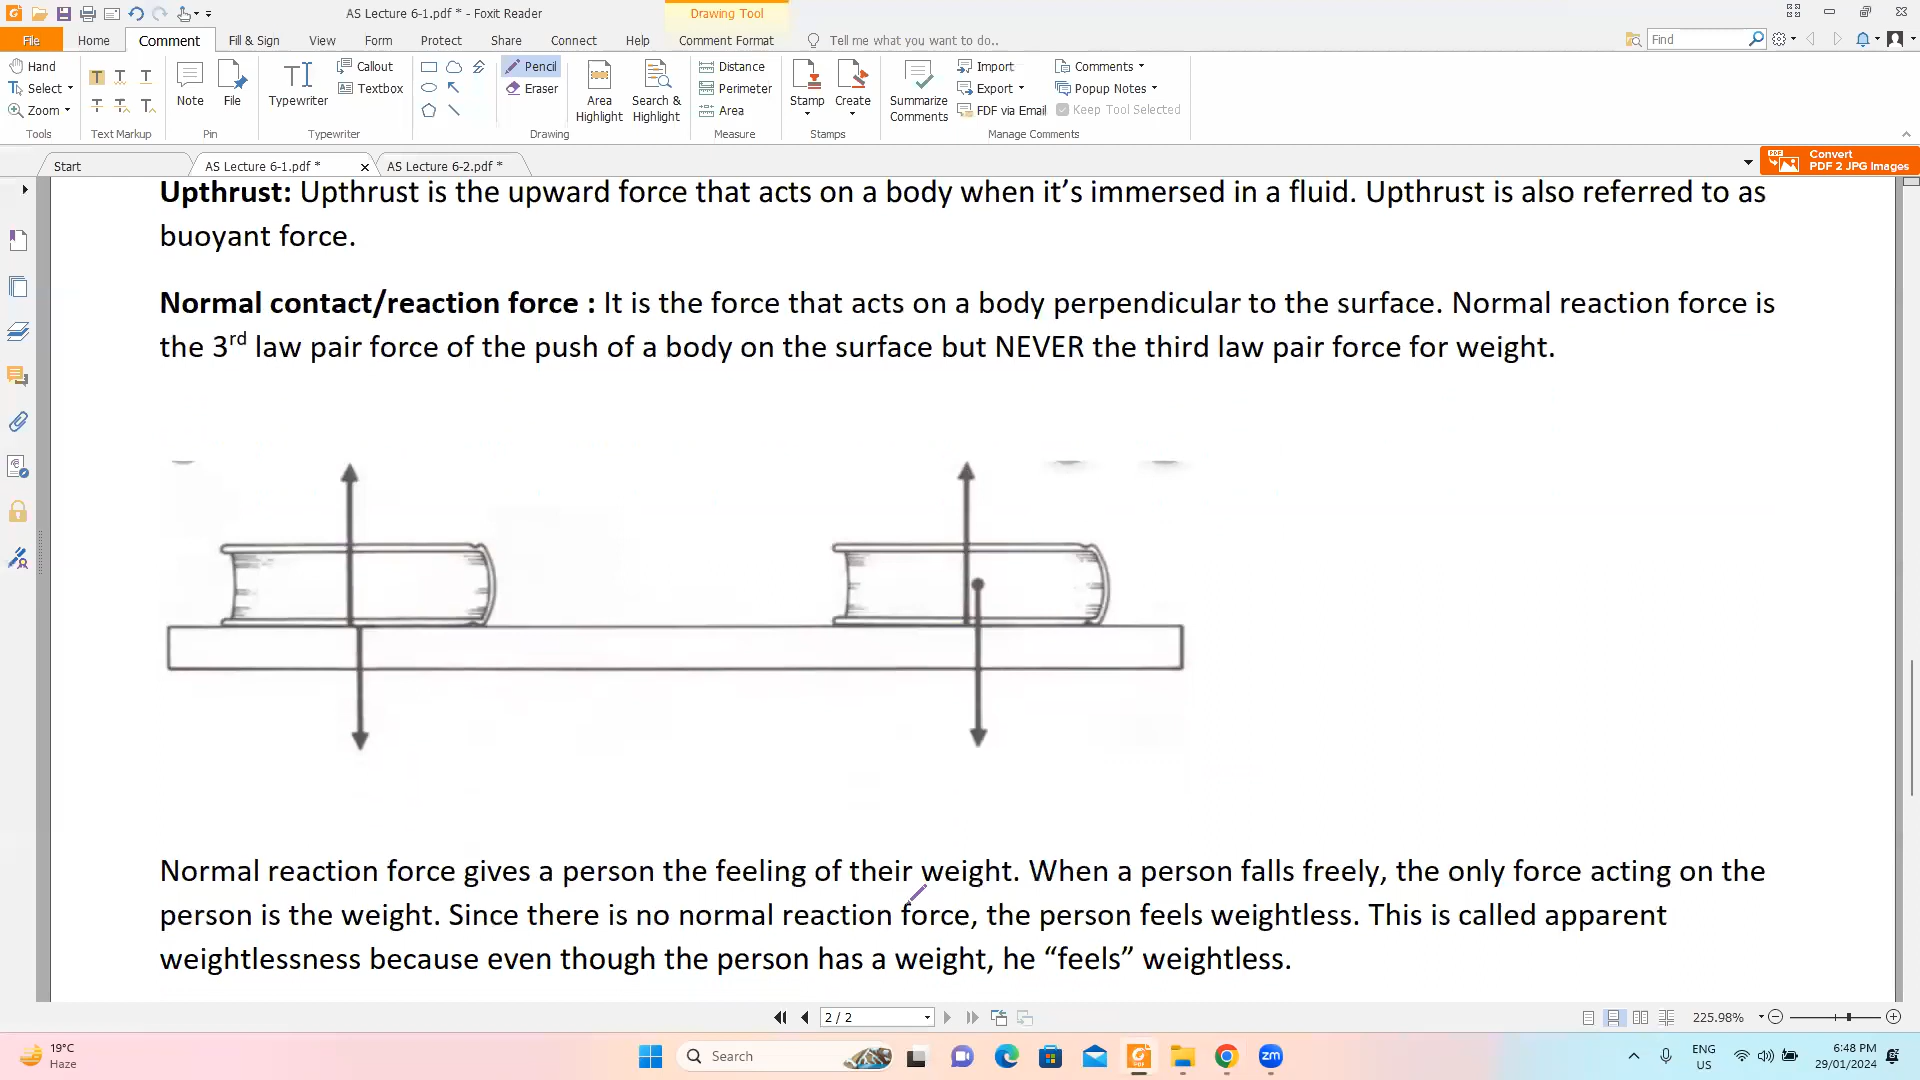 AS Lecture 6-1.pdf * - Foxit Reader
Drawing Tool
File Home Comment Fill & Sign View Form Protect Share Connect Help Comment Format Tell me what you want to do.. Find
Hand
Select
Zoom
Tools
Text Markup
Note
File
Pin
Typewriter
Callout
Textbox
Typewriter
Pencil
Eraser
Area
Highlight
Search &
Highlight
Drawing
Distance
Perimeter
Area
Measure
Stamp
Create
Stamps
Summarize
Comments
Import
Export
FDF via Email
Comments
Popup Notes
Keep Tool Selected
Manage Comments
Start
AS Lecture 6-1.pdf *
AS Lecture 6-2.pdf *
Convert
PDF 2 JPG Images
Upthrust: Upthrust is the upward force that acts on a body when it’s immersed in a fluid. Upthrust is also referred to as
buoyant force.
Normal contact/reaction force : It is the force that acts on a body perpendicular to the surface. Normal reaction force is
the 3rd law pair force of the push of a body on the surface but NEVER the third law pair force for weight.
Normal reaction force gives a person the feeling of their weight. When a person falls freely, the only force acting on the
person is the weight. Since there is no normal reaction force, the person feels weightless. This is called apparent
weightlessness because even though the person has a weight, he “feels” weightless.
2 / 2
225.98%
19°C
Haze
Search
zm
ENG
US
6:48 PM
29/01/2024